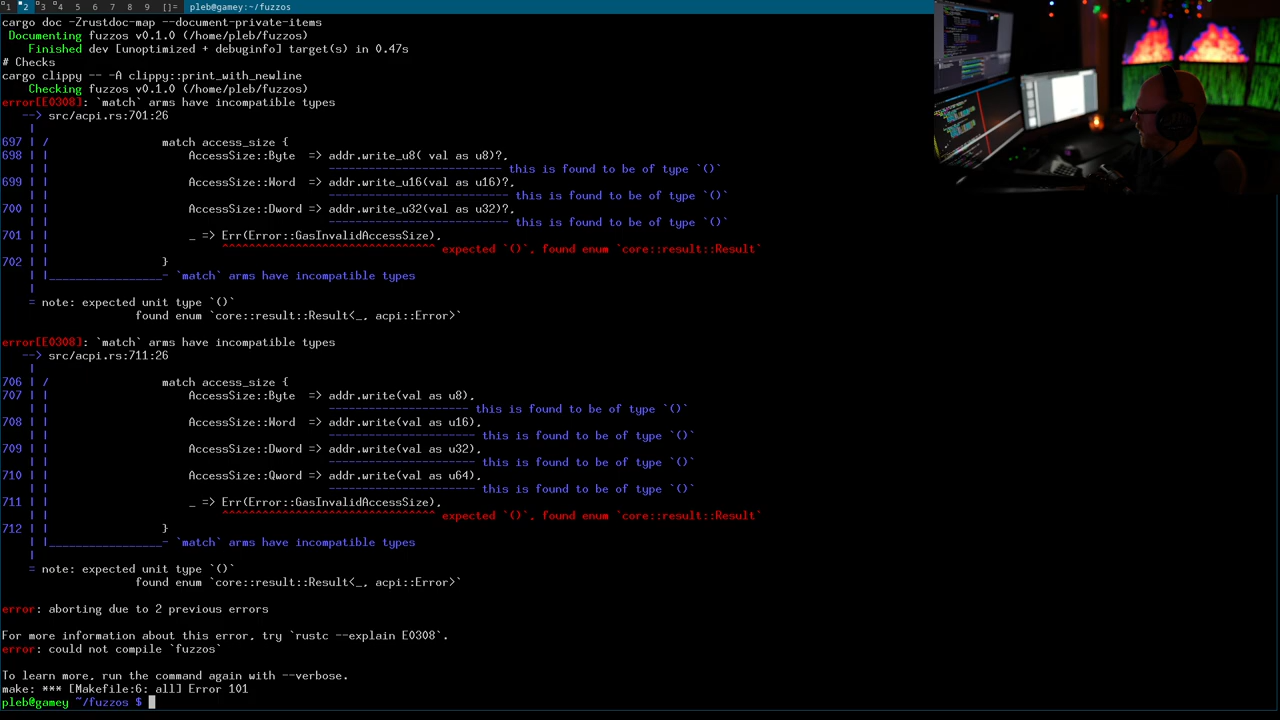 1 2 3 4 5 6 7 8 9 []= pleb@gamey:~/fuzzos
cargo doc -Zrustdoc-map --document-private-items
Documenting fuzzos v0.1.0 (/home/pleb/fuzzos)
Finished dev [unoptimized + debuginfo] target(s) in 0.47s
# Checks
cargo clippy -- -A clippy::print_with_newline
Checking fuzzos v0.1.0 (/home/pleb/fuzzos)
error[E0308]: `match` arms have incompatible types
--> src/acpi.rs:701:26
|
697 | / match access_size {
698 | | AccessSize::Byte => addr.write_u8( val as u8)?,
| | --------------------------- this is found to be of type `()`
699 | | AccessSize::Word => addr.write_u16(val as u16)?,
| | --------------------------- this is found to be of type `()`
700 | | AccessSize::Dword => addr.write_u32(val as u32)?,
| | --------------------------- this is found to be of type `()`
701 | | _ => Err(Error::GasInvalidAccessSize),
| | ^^^^^^^^^^^^^^^^^^^^^^^^^^^^^^^^ expected `()`, found enum `core::result::Result`
702 | | }
| |_________________- `match` arms have incompatible types
|
= note: expected unit type `()`
found enum `core::result::Result<_, acpi::Error>`
error[E0308]: `match` arms have incompatible types
--> src/acpi.rs:711:26
|
706 | / match access_size {
707 | | AccessSize::Byte => addr.write(val as u8),
| | --------------------- this is found to be of type `()`
708 | | AccessSize::Word => addr.write(val as u16),
| | ---------------------- this is found to be of type `()`
709 | | AccessSize::Dword => addr.write(val as u32),
| | ---------------------- this is found to be of type `()`
710 | | AccessSize::Qword => addr.write(val as u64),
| | ---------------------- this is found to be of type `()`
711 | | _ => Err(Error::GasInvalidAccessSize),
| | ^^^^^^^^^^^^^^^^^^^^^^^^^^^^^^^^ expected `()`, found enum `core::result::Result`
712 | | }
| |_________________- `match` arms have incompatible types
|
= note: expected unit type `()`
found enum `core::result::Result<_, acpi::Error>`
error: aborting due to 2 previous errors
For more information about this error, try `rustc --explain E0308`.
error: could not compile `fuzzos`
To learn more, run the command again with --verbose.
make: *** [Makefile:6: all] Error 101
pleb@gamey ~/fuzzos $